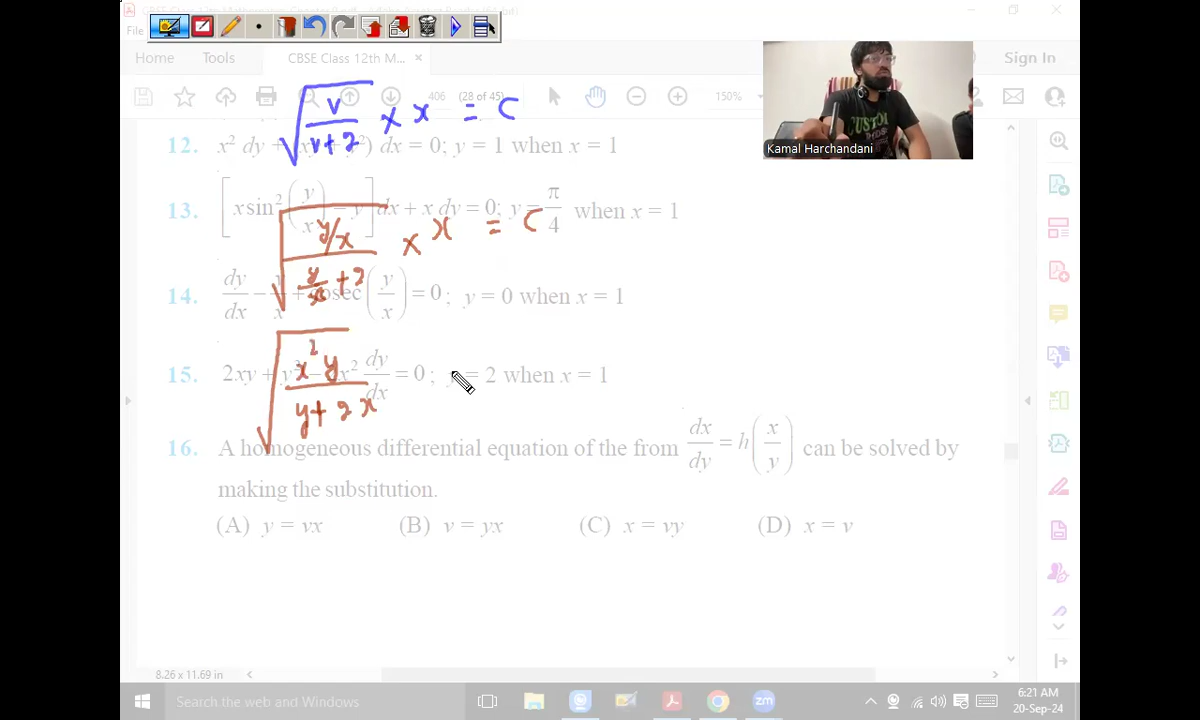 File
Home Tools CBSE Class 12th M... × Sign In
406 (28 of 45) 150%
√(v/(v+2)) × x = C
12. x² dy + ) dx = 0; y = 1 when x = 1
Kamal Harchandani
13. [x sin² (y/x) – y] dx + x dy = 0; y = π/4 when x = 1
√((y/x)/(y/x + 2)) × x = C
14. dy/dx – y/x + cosec (y/x) = 0; y = 0 when x = 1
15. 2xy + y² – x² dy/dx = 0; = 2 when x = 1
√(x²y/(y + 2x))
16. A homogeneous differential equation of the from dx/dy = h(x/y) can be solved by
making the substitution.
(A) y = vx (B) v = yx (C) x = vy (D) x = v
8.26 x 11.69 in
Search the web and Windows
6:21 AM
20-Sep-24